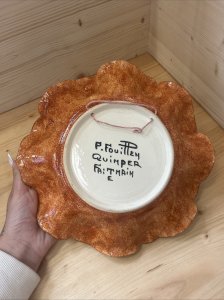 P. Fouillen
QUIMPER
FAIT MAIN
E